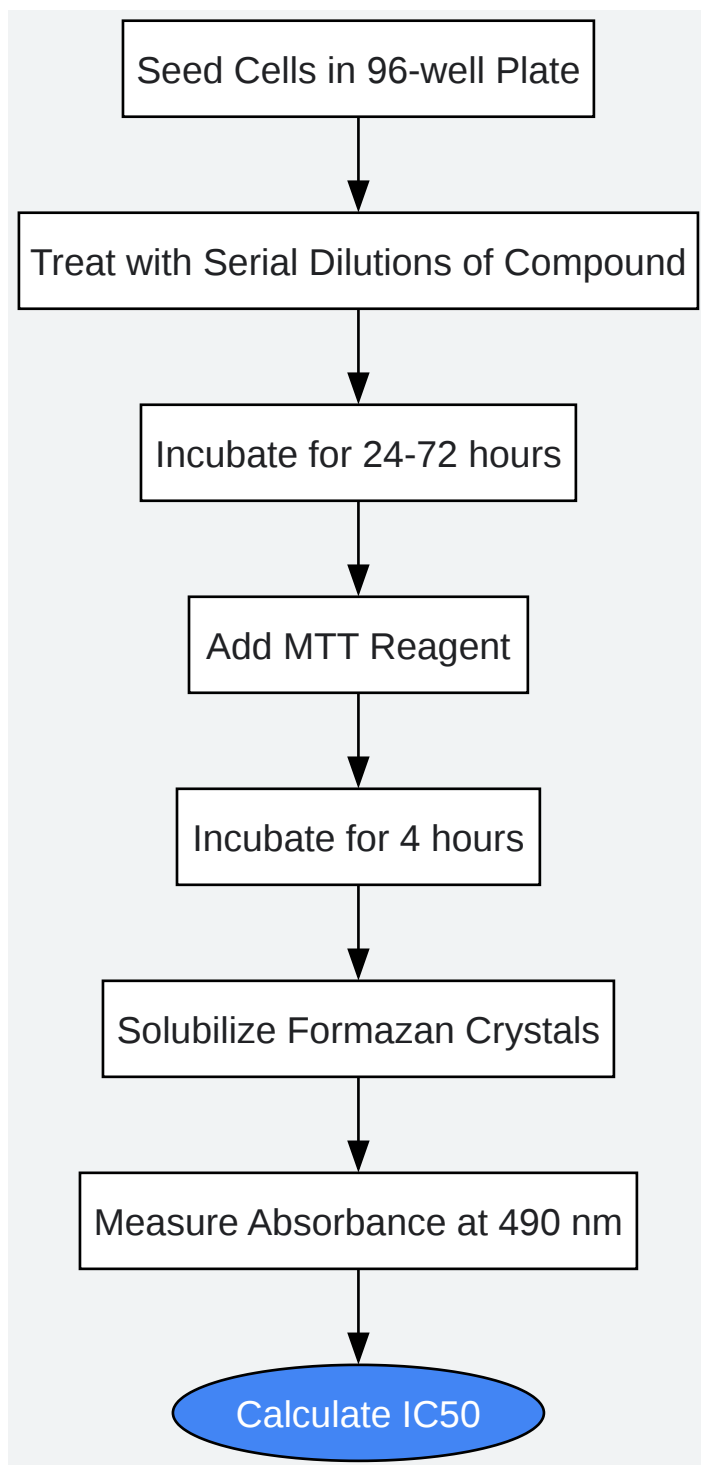 Seed Cells in 96-well Plate
Treat with Serial Dilutions of Compound
Incubate for 24-72 hours
Add MTT Reagent
Incubate for 4 hours
Solubilize Formazan Crystals
Measure Absorbance at 490 nm
Calculate IC50